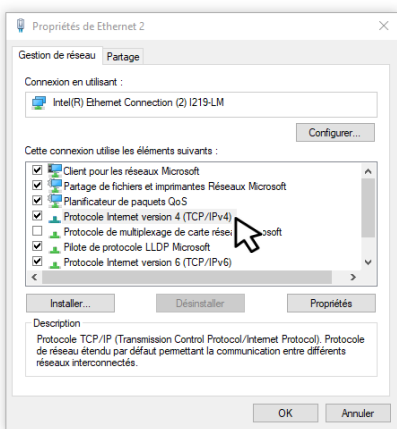 Propriétés de Ethernet 2
Gestion de réseau Partage
Connexion en utilisant :
Intel(R) Ethernet Connection (2) I219-LM
Configurer...
Cette connexion utilise les éléments suivants :
Client pour les réseaux Microsoft
Partage de fichiers et imprimantes Réseaux Microsoft
Planificateur de paquets QoS
Protocole Internet version 4 (TCP/IPv4)
Protocole de multiplexage de carte
Pilote de protocole LLDP Microsoft
Protocole Internet version 6 (TCP/IPv6)
Installer... Désinstaller Propriétés
Description
Protocole TCP/IP (Transmission Control Protocol/Internet Protocol). Protocole
de réseau étendu par défaut permettant la communication entre différents
réseaux interconnectés.
OK Annuler